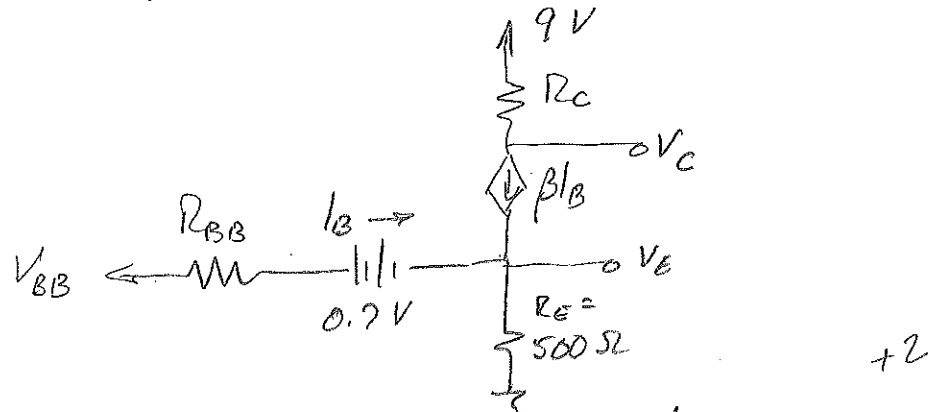 9 V
R_C
V_C
βI_B
R_BB
I_B →
V_BB
V_E
0.7 V
R_E =
500 Ω
+2